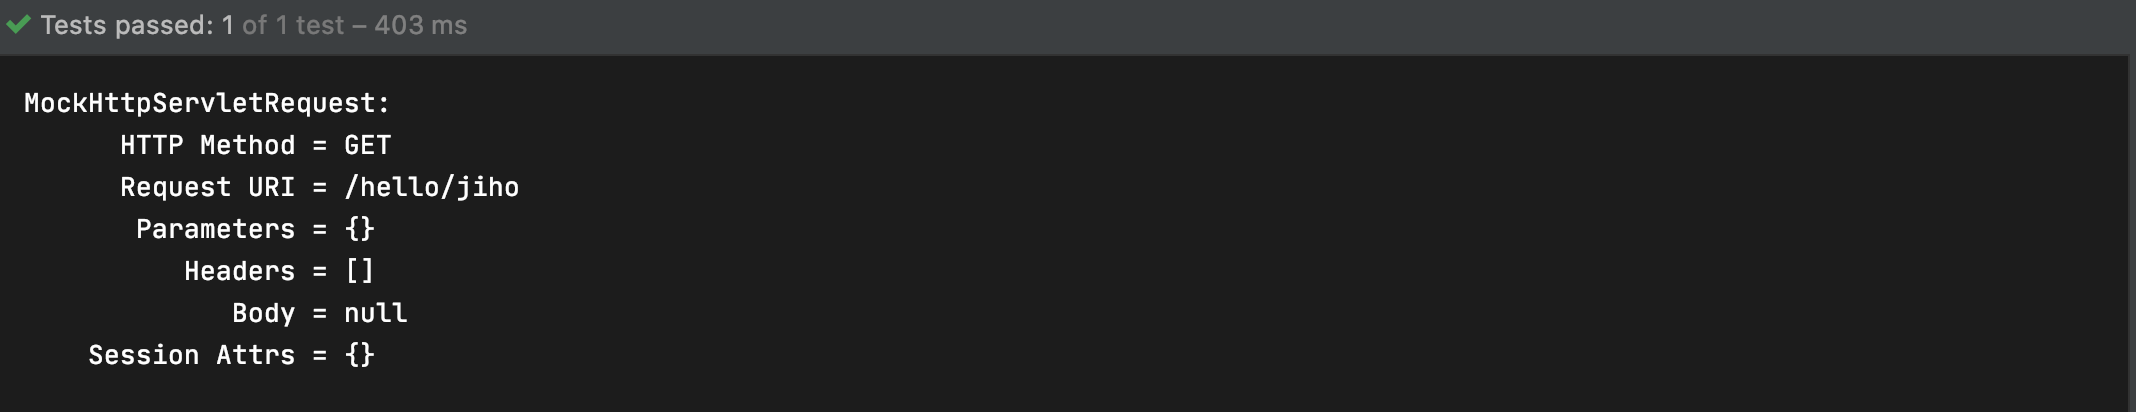 Tests passed: 1 of 1 test – 403 ms
MockHttpServletRequest:
HTTP Method = GET
Request URI = /hello/jiho
Parameters = {}
Headers = []
Body = null
Session Attrs = {}